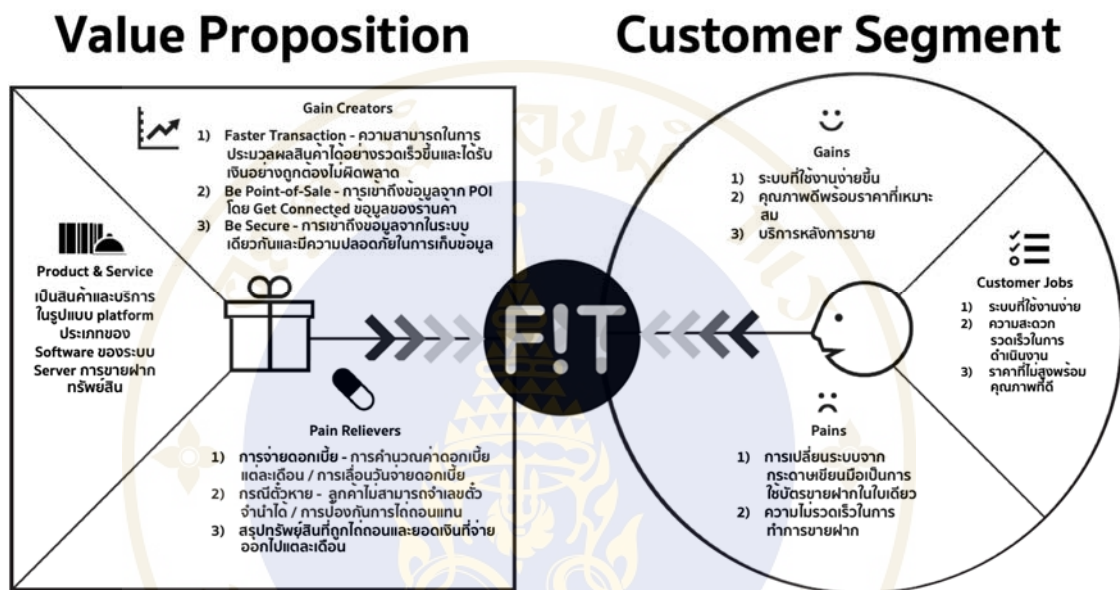 Value Proposition
Customer Segment
Gain Creators
1) Faster Transaction - ความสามารถในการ
ประมวลผลสินค้าได้อย่างรวดเร็วขึ้นและได้รับ
เงินอย่างถูกต้องไม่ผิดพลาด
2) Be Point-of-Sale - การเข้าถึงข้อมูลจาก POI
โดย Get Connected ข้อมูลของร้านค้า
3) Be Secure - การเข้าถึงข้อมูลจากในระบบ
เดียวกันและมีความปลอดภัยในการเก็บข้อมูล
Product & Service
เป็นสินค้าและบริการ
ในรูปแบบ platform
ประเภทของ
Software ของระบบ
Server การขายฝาก
ทรัพย์สิน
Pain Relievers
1) การจ่ายดอกเบี้ย - การคำนวณค่าดอกเบี้ย
แต่ละเดือน / การเลื่อนวันจ่ายดอกเบี้ย
2) กรณีตั๋วหาย - ลูกค้าไม่สามารถจำเลขตั๋ว
จำนำได้ / การป้องกันการไถ่ถอนแทน
3) สรุปทรัพย์สินที่ถูกไถ่ถอนและยอดเงินที่จ่าย
ออกไปแต่ละเดือน
F!T
Gains
1) ระบบที่ใช้งานง่ายขึ้น
2) คุณภาพดีพร้อมราคาที่เหมาะ
สม
3) บริการหลังการขาย
Customer Jobs
1) ระบบที่ใช้งานง่าย
2) ความสะดวก
รวดเร็วในการ
ดำเนินงาน
3) ราคาที่ไม่สูงพร้อม
คุณภาพที่ดี
Pains
1) การเปลี่ยนระบบจาก
กระดาษเขียนมือเป็นการ
ใช้บัตรขายฝากในใบเดียว
2) ความไม่รวดเร็วในการ
ทำการขายฝาก